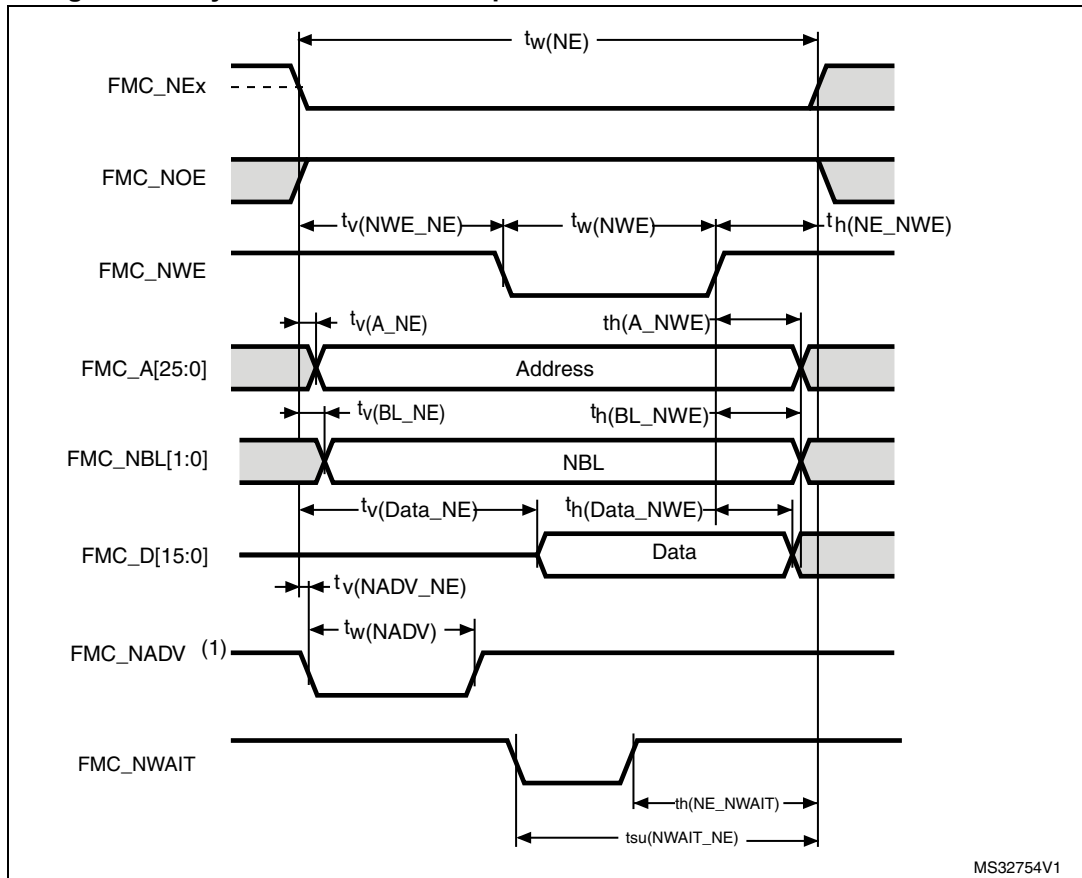 tw(NE)
FMC_NEx
FMC_NOE
tv(NWE_NE) tw(NWE) th(NE_NWE)
FMC_NWE
tv(A_NE) th(A_NWE)
FMC_A[25:0] Address
tv(BL_NE) th(BL_NWE)
FMC_NBL[1:0] NBL
tv(Data_NE) th(Data_NWE)
FMC_D[15:0] Data
tv(NADV_NE)
tw(NADV)
FMC_NADV (1)
FMC_NWAIT
th(NE_NWAIT)
tsu(NWAIT_NE)
MS32754V1